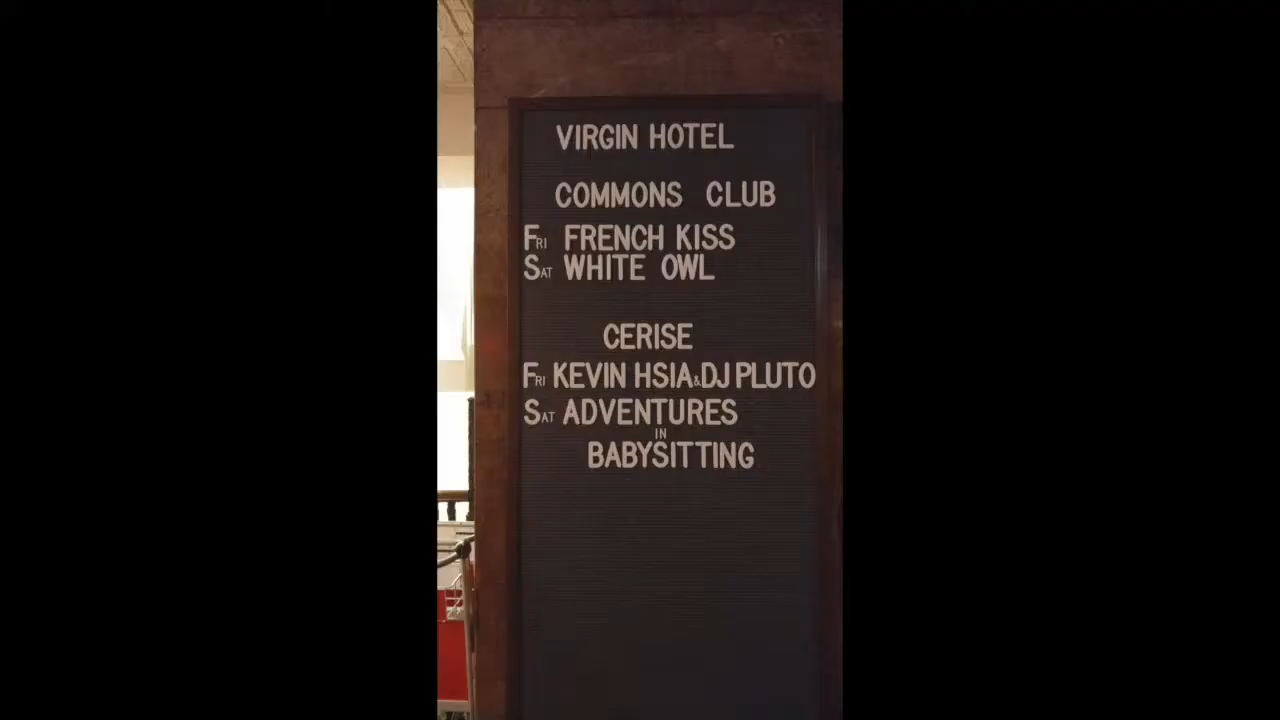 VIRGIN HOTEL
COMMONS CLUB
FRI FRENCH KISS
SAT WHITE OWL
CERISE
FRI KEVIN HSIA & DJ PLUTO
SAT ADVENTURES
IN
BABYSITTING